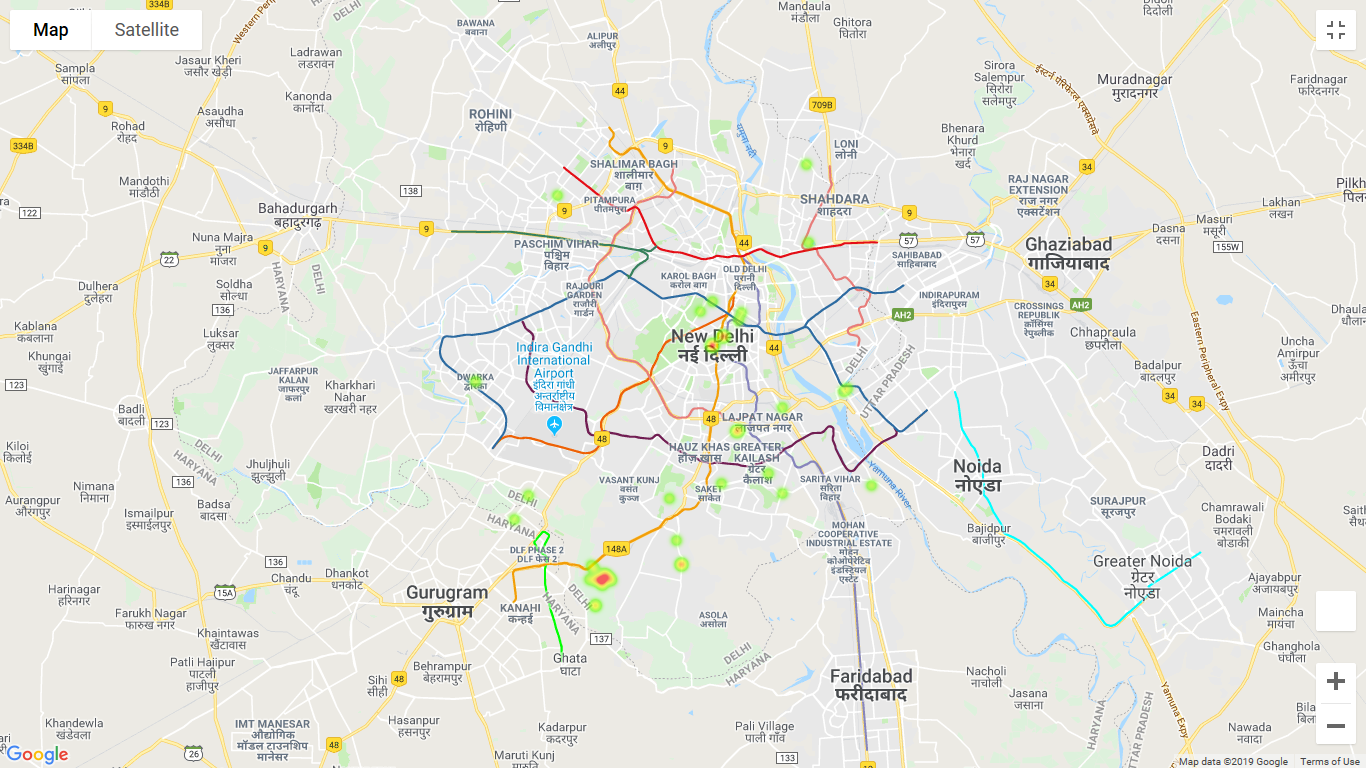 Map
Satellite
334B
DELHI
Western Perip
BAWANA
बवाना
ALIPUR
अलीपुर
Mandaula
मंडोला
Ghitora
घितोरा
Didoli
दिदोली
Sampla
सांपला
Jasaur Kheri
जसौर खेड़ी
Ladrawan
लडरावन
Kanonda
कानोंदा
Asaudha
असौधा
Rohad
रोहद
9
334B
44
709B
9
ROHINI
रोहिणी
यमुना नदी
LONI
लोनी
Sirora
Salempur
सिरोरा
सलेमपुर
Muradnagar
मुरादनगर
Faridnagar
फरीदनगर
Bhenara
Khurd
भेनारा
खर्द
34
Mandothi
मांडौठी
138
SHALIMAR BAGH
शालीमार
बाग़
PITAMPURA
पीतमपुरा
9
SHAHDARA
शाहदरा
RAJ NAGAR
EXTENSION
राज नगर
एक्सटेंशन
9
Lakhan
लखन
122
Bahadurgarh
बहादुरगढ़
9
Nuna Majra
नुना
माजरा
9
22
HARYANA
DELHI
PASCHIM VIHAR
पश्चिम
विहार
44
57
57
SAHIBABAD
साहिबाबाद
Ghaziabad
गाजियाबाद
Dasna
दासना
Masuri
मसूरी
155W
Dulhera
दुलेहरा
Soldha
सोल्धा
136
RAJOURI
GARDEN
राजौरी
गार्डन
KAROL BAGH
करोल बाग
OLD DELHI
पुरानी
दिल्ली
INDIRAPURAM
इंदिरापुरम
34
AH2
AH2
CROSSINGS
REPUBLIK
क्रॉसिंग्स
रिपब्लिक
Chhapraula
छपरौला
Kablana
कबलाना
Luksar
लुक्सर
Khungai
खुंगाई
New Delhi
नई दिल्ली
44
Indira Gandhi
International
Airport
इंदिरा गांधी
अन्तर्राष्ट्रीय
विमानक्षेत्र
DWARKA
द्वारका
JAFFARPUR
KALAN
जाफरपुर
कलां
Kharkhari
Nahar
खरखरी नहर
DELHI
UTTAR PRADESH
Eastern Peripheral Expy
Uncha
Amirpur
ऊँचा
अमीरपुर
Badalpur
बादलपुर
34
34
123
Badli
बादली
123
48
48
LAJPAT NAGAR
लाजपत नगर
HAUZ KHAS
हौज़ खास
GREATER
KAILASH
ग्रेटर
कैलाश
Kiloi
किलोई
DELHI
HARYANA
Jhuljhuli
झुल्झुली
136
Nimana
निमाना
Badsa
बादसा
Aurangpur
औरंगपुर
Ismailpur
इस्माईलपुर
VASANT KUNJ
बसंत
कुञ्ज
SAKET
साकेत
SARITA VIHAR
सरिता
विहार
Yamuna River
Noida
नोएडा
Dadri
दादरी
SURAJPUR
सूरजपुर
Chamrawali
Bodaki
चमरावली
बोडाकी
DELHI
HARYANA
MOHAN
COOPERATIVE
INDUSTRIAL ESTATE
मोहन
कोओपेरेटिव
इंडस्ट्रियल
एस्टेट
Bajidpur
बाजीपुर
DLF PHASE 2
DLF फेस 2
148A
Greater Noida
ग्रेटर
नोएडा
Harinagar
हरिनगर
136
Chandu
चंदू
Dhankot
धनकोट
15A
Gurugram
गुरुग्राम
KANAHI
कन्हई
DELHI
HARYANA
Ajayabpur
अजायबपुर
Maincha
मायंचा
Farukh Nagar
फारुख नगर
Khaintawas
खैंटावास
ASOLA
असोला
137
Ghata
घाटा
Ghanghola
घंघौला
Patli Hajipur
पाटली
हाजीपुर
Behrampur
बेहरामपुर
Sihi
सीही
48
DELHI
HARYANA
Faridabad
फरीदाबाद
Nacholi
नाचोली
Jasana
जसाना
Yamuna Expy
HARYANA
UTTAR PRADESH
Khandewla
खंडेवला
IMT MANESAR
औद्योगिक
मॉडल टाउनशिप
मानेसर
Hasanpur
हसनपुर
Kadarpur
कदरपुर
Pali Village
पाली गाँव
Nawada
नवादा
26
48
Maruti Kunj
133
Google
Map data ©2019 Google
Terms of Use